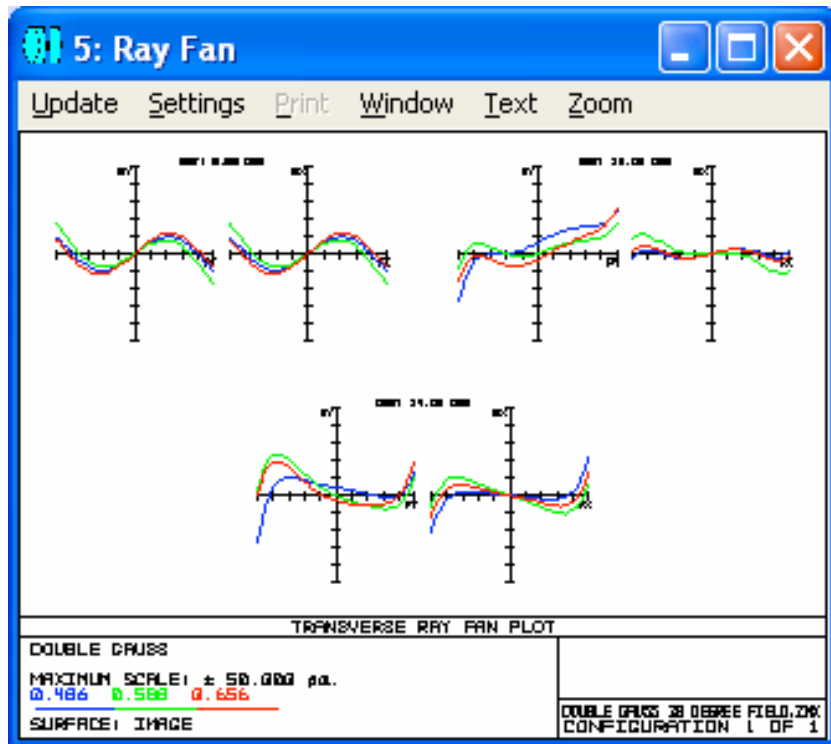 5: Ray Fan
Update Settings Print Window Text Zoom
EY EX EY EX
PY PX PY PX
EY EX
PY PX
TRANSVERSE RAY FAN PLOT
DOUBLE GAUSS
MAXIMUM SCALE: ± 50.000 µm.
0.486 0.588 0.656
SURFACE: IMAGE
DOUBLE GAUSS 28 DEGREE FIELD.ZMX
CONFIGURATION 1 OF 1